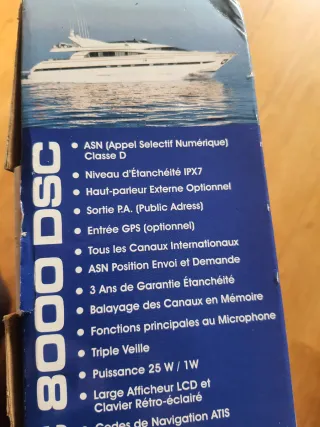 8000 DSC
• ASN (Appel Selectif Numérique)
Classe D
• Niveau d'Étanchéité IPX7
• Haut-parleur Externe Optionnel
• Sortie P.A. (Public Adress)
• Entrée GPS (optionnel)
• Tous les Canaux Internationaux
• ASN Position Envoi et Demande
• 3 Ans de Garantie Étanchéité
• Balayage des Canaux en Mémoire
• Fonctions principales au Microphone
• Triple Veille
• Puissance 25 W / 1W
• Large Afficheur LCD et
Clavier Rétro-éclairé
• Codes de Navigation ATIS